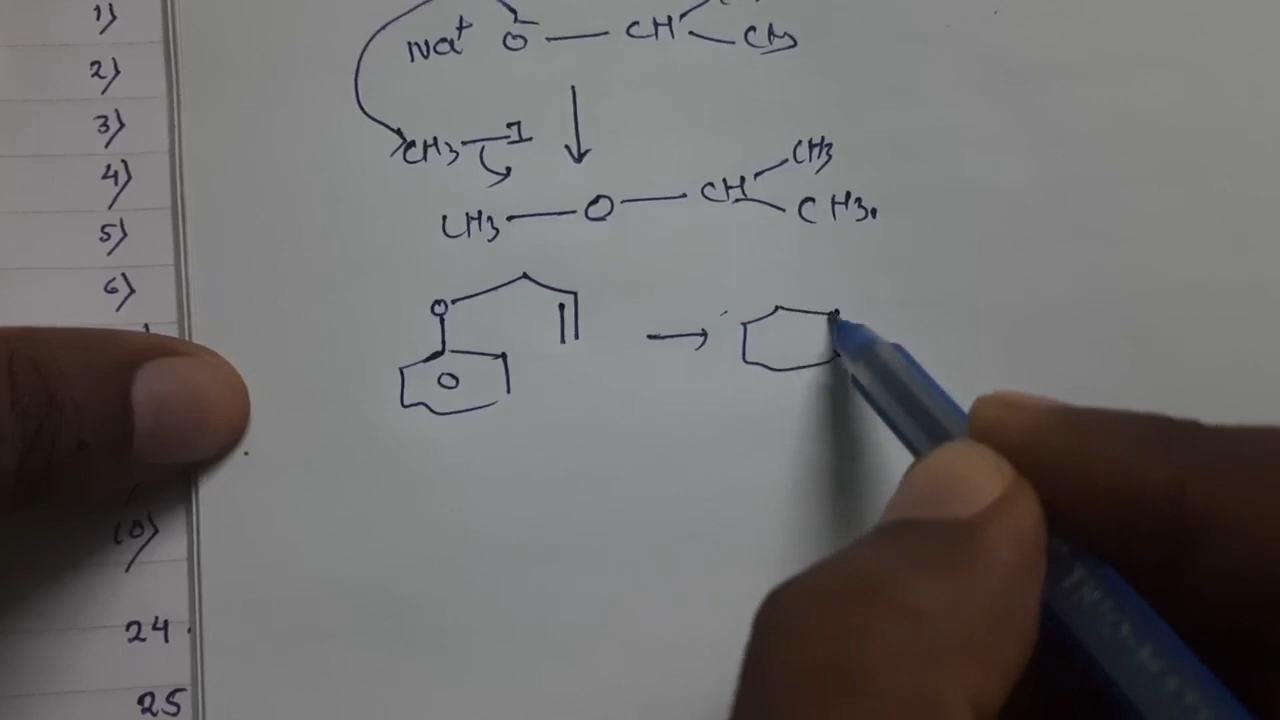 1)
2)
3)
4)
5)
6)
10)
24.
25
Na⁺ O⁻ — CH — CH3
CH3 — I
CH3
CH3 — O — CH — CH3.
O
O